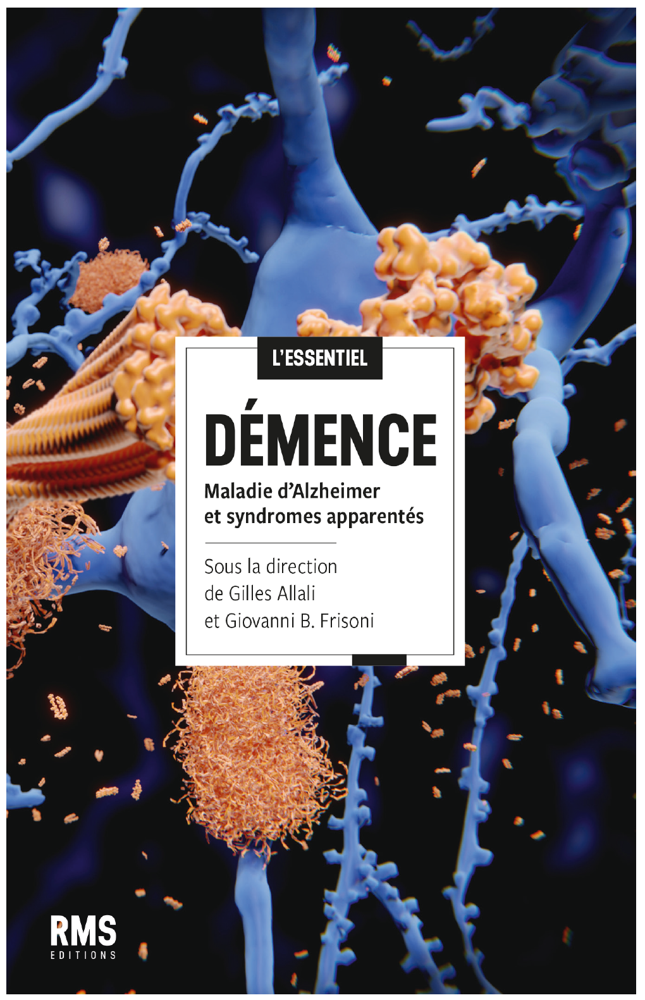 L'ESSENTIEL
DÉMENCE
Maladie d'Alzheimer
et syndromes apparentés
Sous la direction
de Gilles Allali
et Giovanni B. Frisoni
RMS
EDITIONS